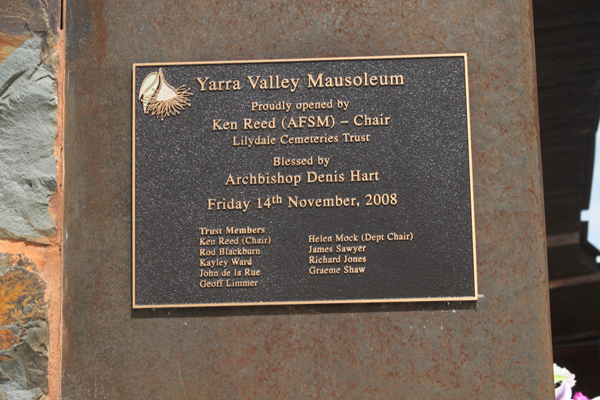 Yarra Valley Mausoleum
Proudly opened by
Ken Reed (AFSM) – Chair
Lilydale Cemeteries Trust
Blessed by
Archbishop Denis Hart
Friday 14th November, 2008
Trust Members
Ken Reed (Chair)
Rod Blackburn
Kayley Ward
John de la Rue
Geoff Limmer
Helen Mock (Dept Chair)
James Sawyer
Richard Jones
Graeme Shaw